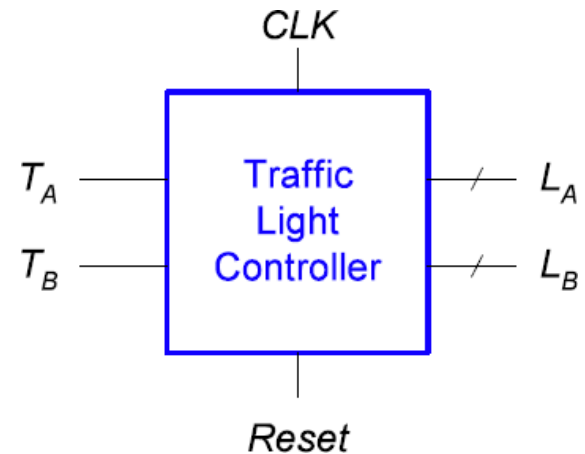 CLK
T_A
Traffic
Light
Controller
L_A
T_B
L_B
Reset